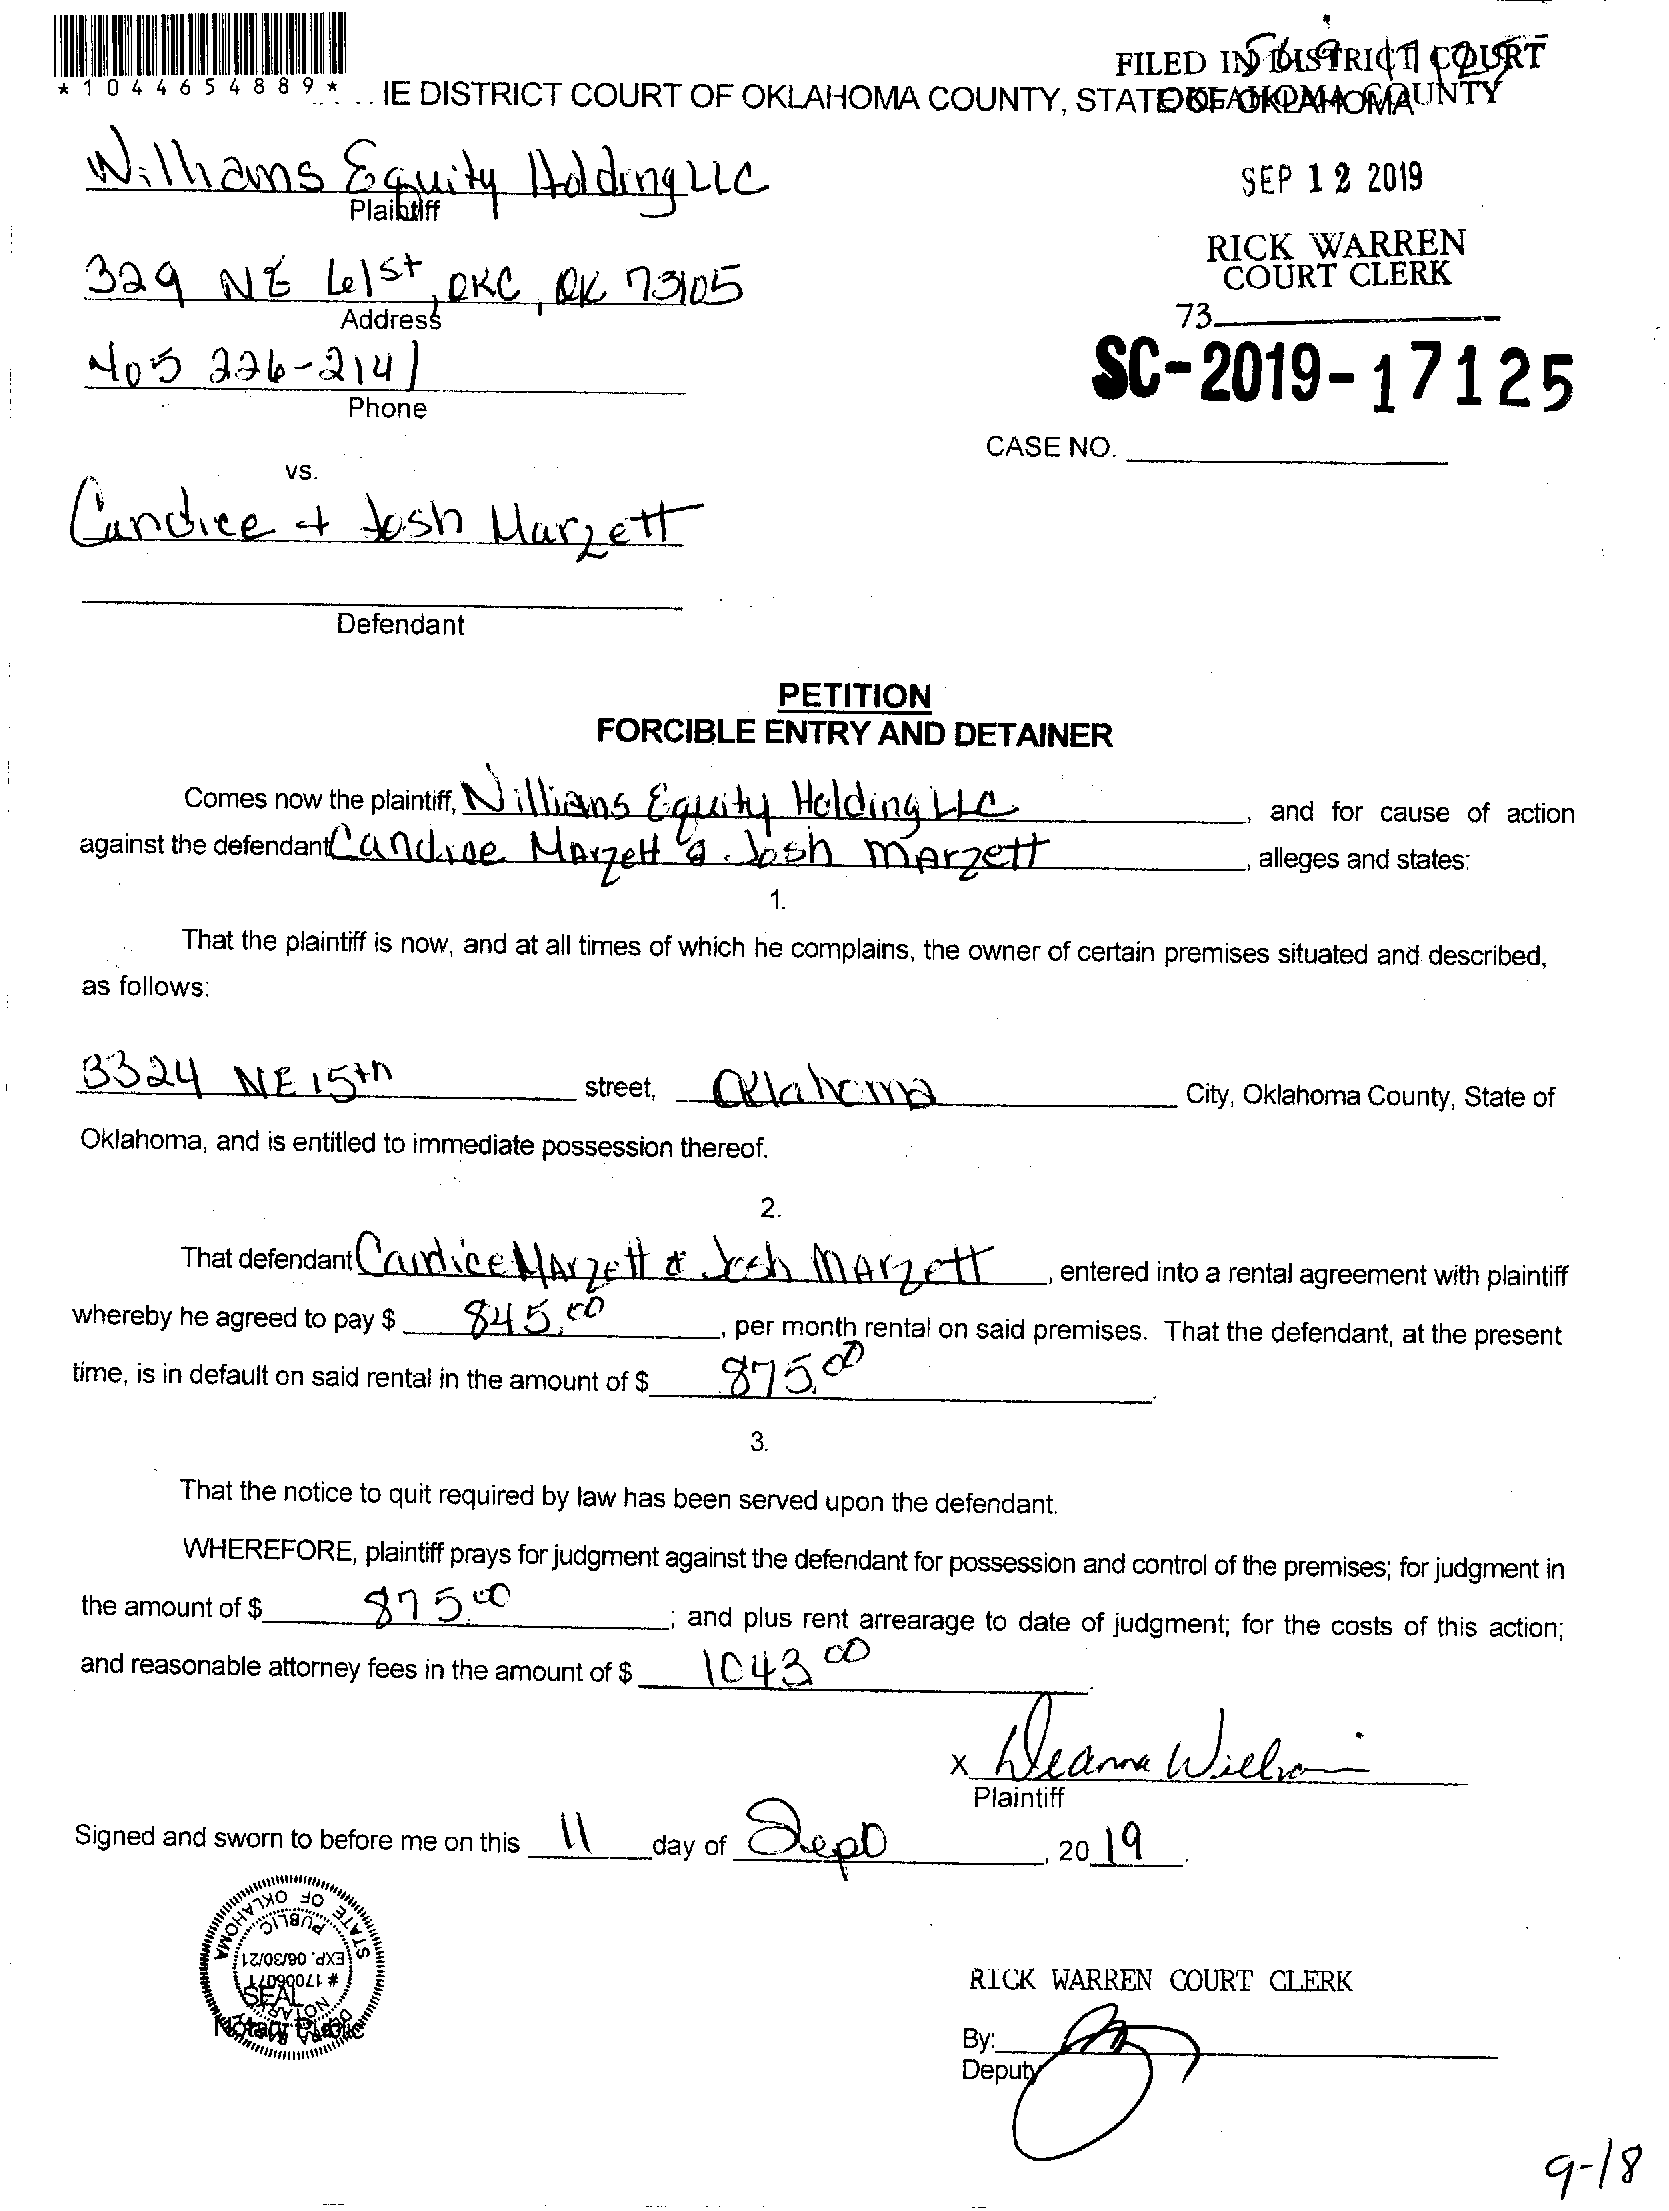 *1044654889*
FILED IN DISTRICT COURT
OKLAHOMA COUNTY
IE DISTRICT COURT OF OKLAHOMA COUNTY, STATE OF OKLAHOMA
Williams Equity Holding LLC
Plaintiff
SEP 12 2019
RICK WARREN
COURT CLERK
329 NE 61st, OKC, OK 73105
Address
73
405 226-2141
Phone
SC-2019-17125
CASE NO.
vs.
Candice + Josh Marzett
Defendant
PETITION
FORCIBLE ENTRY AND DETAINER
Comes now the plaintiff, Williams Equity Holding LLC, and for cause of action
against the defendant Candice Marzett & Josh Marzett, alleges and states:
1.
That the plaintiff is now, and at all times of which he complains, the owner of certain premises situated and described,
as follows:
3324 NE 15th street, Oklahoma City, Oklahoma County, State of
Oklahoma, and is entitled to immediate possession thereof.
2.
That defendant Candice Marzett & Josh Marzett, entered into a rental agreement with plaintiff
whereby he agreed to pay $ 845.00, per month rental on said premises. That the defendant, at the present
time, is in default on said rental in the amount of $ 875.00
3.
That the notice to quit required by law has been served upon the defendant.
WHEREFORE, plaintiff prays for judgment against the defendant for possession and control of the premises; for judgment in
the amount of $ 875.00; and plus rent arrearage to date of judgment; for the costs of this action;
and reasonable attorney fees in the amount of $ 1043 00.
x Deanna Williams
Plaintiff
Signed and sworn to before me on this 11 day of Sept, 2019.
STATE OF OKLAHOMA
PUBLIC
EXP. 06/30/21
# 17006071
NOTARY
SEAL
Notary Public
RICK WARREN COURT CLERK
By:
Deputy
9-18